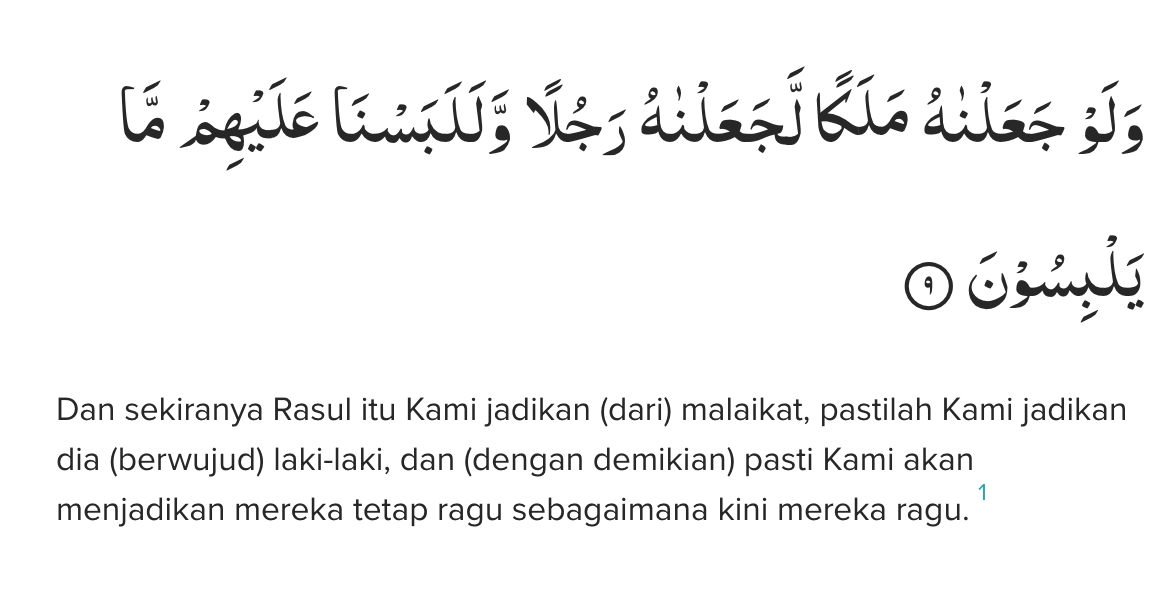 وَلَوْ جَعَلْنٰهُ مَلَكًا لَّجَعَلْنٰهُ رَجُلًا وَّلَلَبَسْنَا عَلَيْهِمْ مَّا
يَلْبِسُوْنَ ٩
Dan sekiranya Rasul itu Kami jadikan (dari) malaikat, pastilah Kami jadikan
dia (berwujud) laki-laki, dan (dengan demikian) pasti Kami akan
menjadikan mereka tetap ragu sebagaimana kini mereka ragu. 1